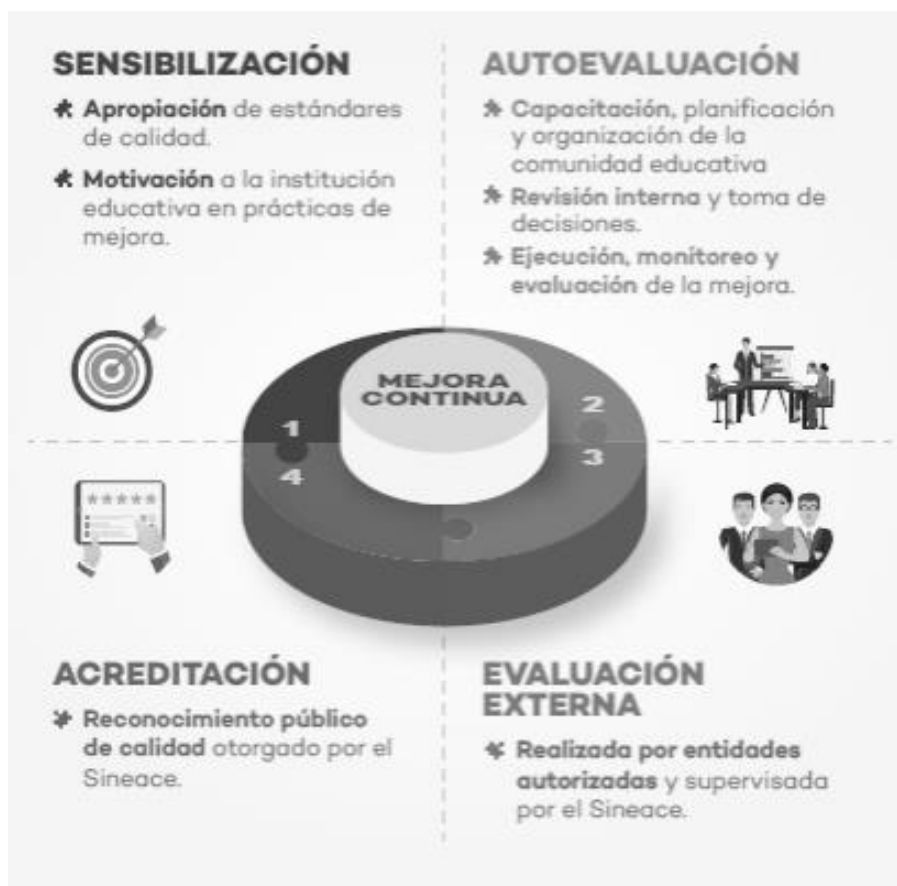 SENSIBILIZACIÓN
Apropiación de estándares
de calidad.
Motivación a la institución
educativa en prácticas de
mejora.
AUTOEVALUACIÓN
Capacitación, planificación
y organización de la
comunidad educativa
Revisión interna y toma de
decisiones.
Ejecución, monitoreo y
evaluación de la mejora.
MEJORA
CONTINUA
1
2
3
4
ACREDITACIÓN
Reconocimiento público
de calidad otorgado por el
Sineace.
EVALUACIÓN
EXTERNA
Realizada por entidades
autorizadas y supervisada
por el Sineace.